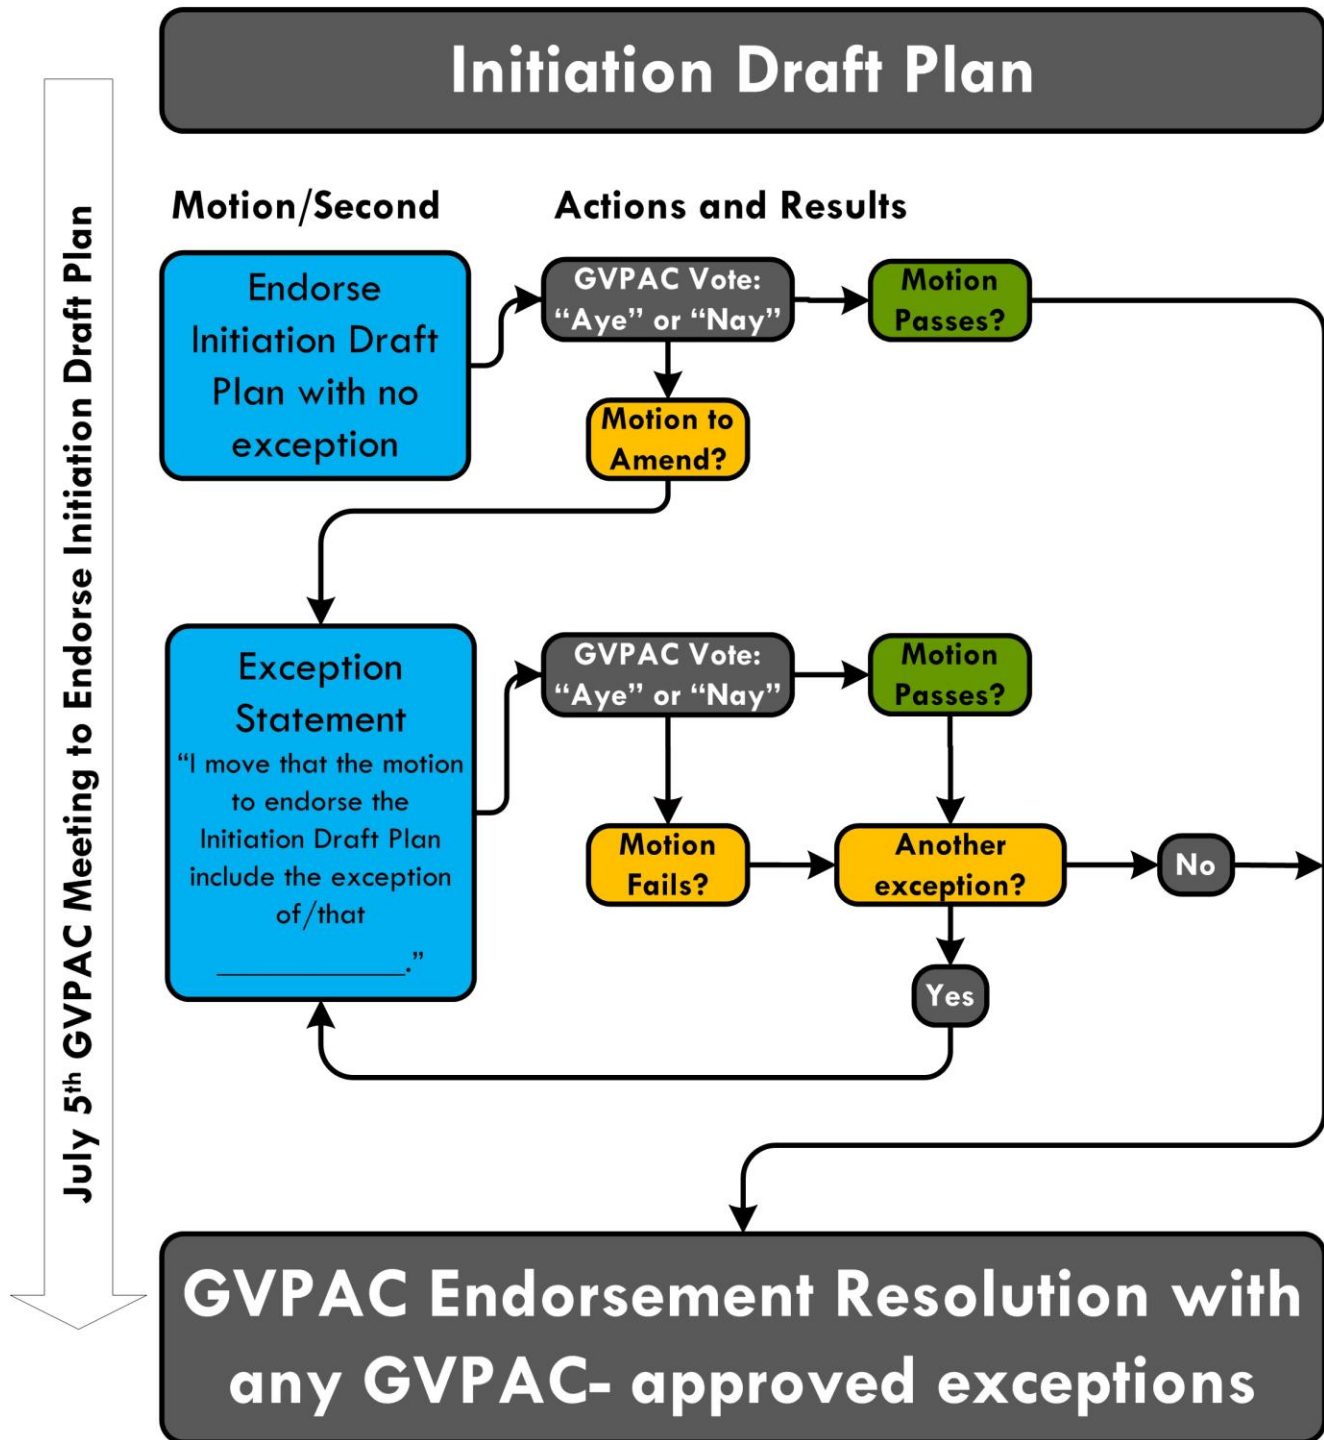 Initiation Draft Plan
July 5th GVPAC Meeting to Endorse Initiation Draft Plan
Motion/Second
Actions and Results
Endorse
Initiation Draft
Plan with no
exception
GVPAC Vote:
“Aye” or “Nay”
Motion
Passes?
Motion to
Amend?
Exception
Statement
“I move that the motion
to endorse the
Initiation Draft Plan
include the exception
of/that
____________.”
GVPAC Vote:
“Aye” or “Nay”
Motion
Passes?
Motion
Fails?
Another
exception?
No
Yes
GVPAC Endorsement Resolution with
any GVPAC- approved exceptions